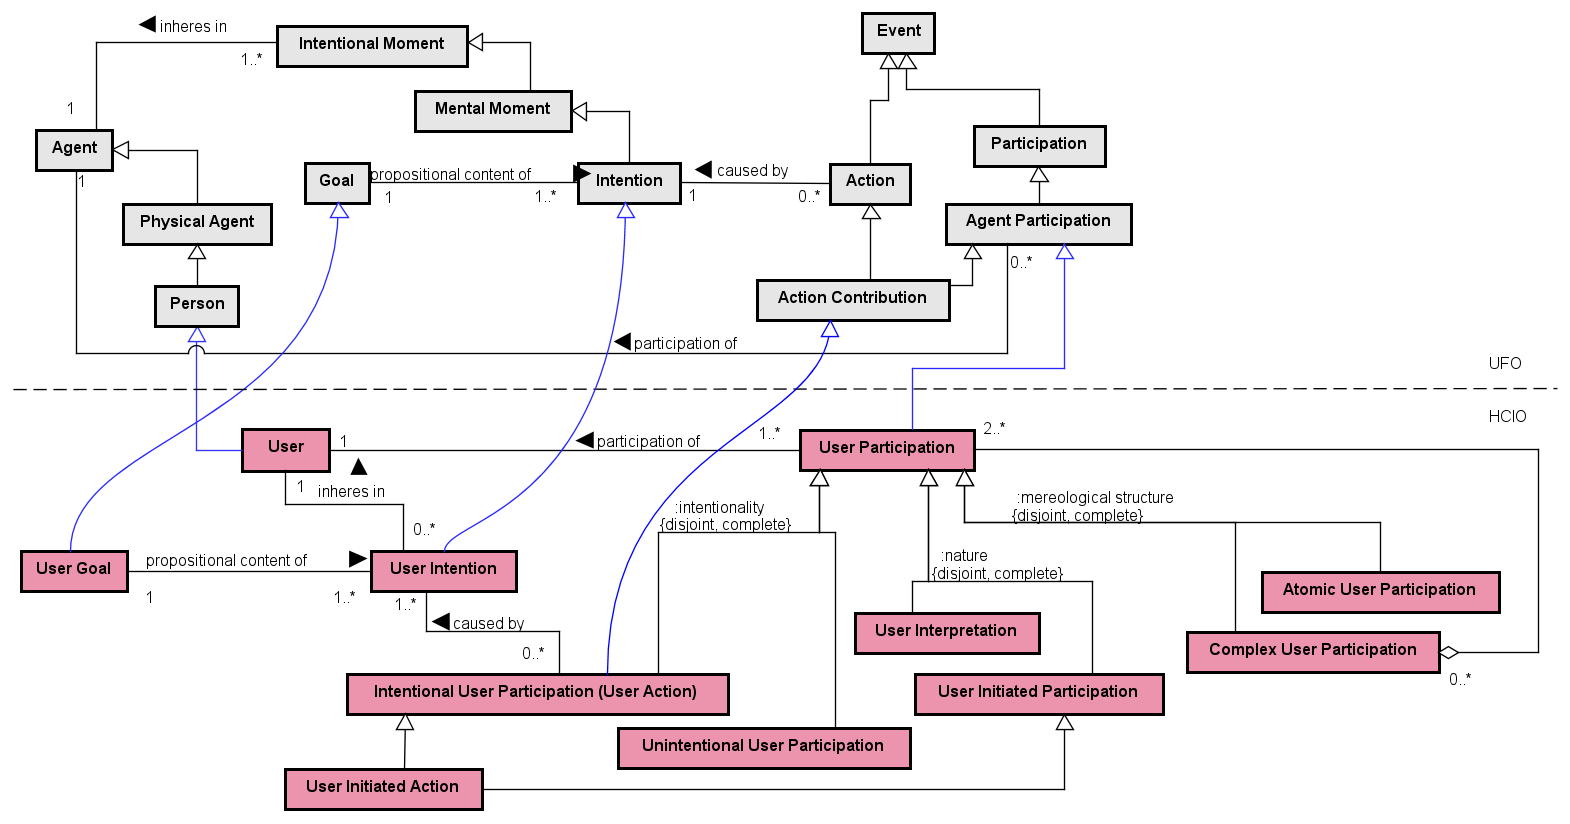 inheres in
Intentional Moment
Event
1..*
1
Mental Moment
Agent
Participation
1
Goal
propositional content of
Intention
caused by
Action
1
1..*
1
0..*
Physical Agent
Agent Participation
0..*
Person
Action Contribution
participation of
UFO
HCIO
User
1
participation of
1..*
User Participation
2..*
1
inheres in
:intentionality
{disjoint, complete}
:mereological structure
{disjoint, complete}
0..*
:nature
{disjoint, complete}
User Goal
propositional content of
User Intention
1
1..*
1..*
Atomic User Participation
caused by
User Interpretation
0..*
Complex User Participation
0..*
Intentional User Participation (User Action)
User Initiated Participation
Unintentional User Participation
User Initiated Action